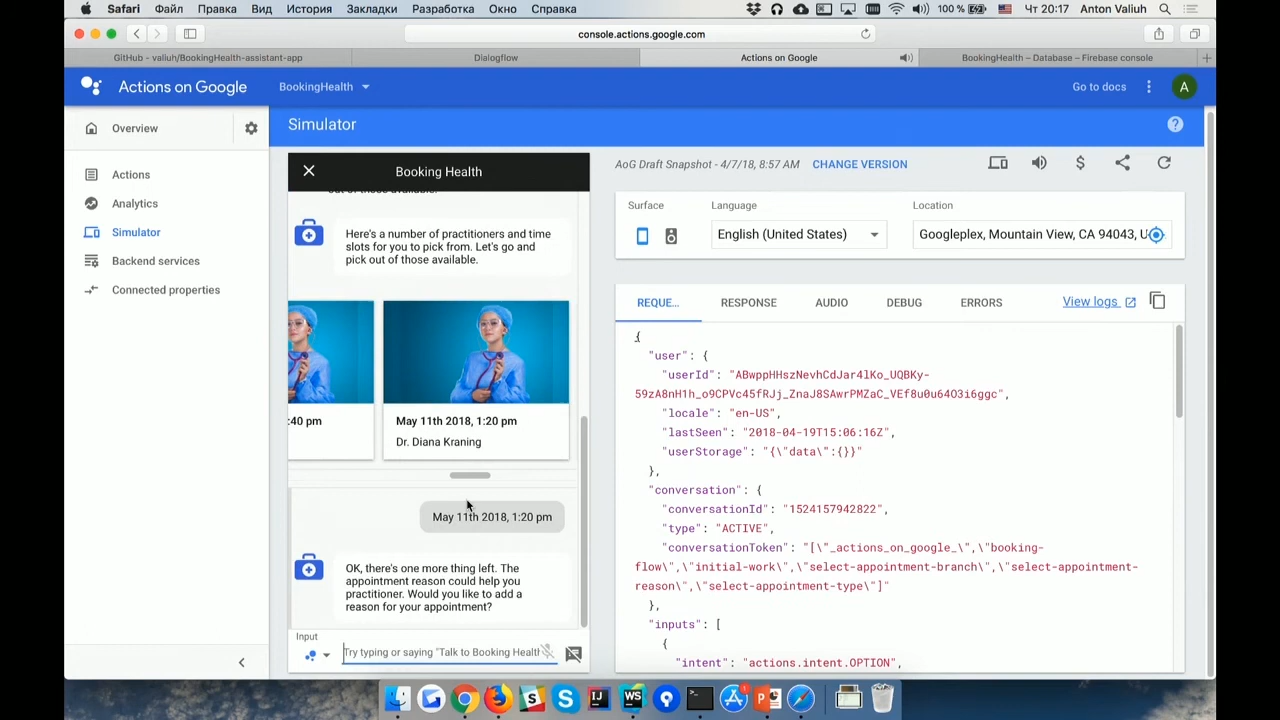 Safari Файл Правка Вид История Закладки Разработка Окно Справка 100 % Чт 20:17 Anton Valiuh
console.actions.google.com
GitHub - valiuh/BookingHealth-assistant-app Dialogflow Actions on Google BookingHealth – Database – Firebase console
Actions on Google BookingHealth Go to docs A
Overview
Simulator
Actions
Analytics
Simulator
Backend services
Connected properties
Booking Health
out of those available.
Here's a number of practitioners and time
slots for you to pick from. Let's go and
pick out of those available.
:40 pm
May 11th 2018, 1:20 pm
Dr. Diana Kraning
May 11th 2018, 1:20 pm
OK, there's one more thing left. The
appointment reason could help you
practitioner. Would you like to add a
reason for your appointment?
Input
Try typing or saying "Talk to Booking Health
AoG Draft Snapshot - 4/7/18, 8:57 AM CHANGE VERSION
Surface Language Location
English (United States) Googleplex, Mountain View, CA 94043, U
REQUE... RESPONSE AUDIO DEBUG ERRORS View logs
{
"user": {
"userId": "ABwppHHszNevhCdJar4lKo_UQBKy-
59zA8nH1h_o9CPVc45fRJj_ZnaJ8SAwrPMZaC_VEf8u0u64O3i6ggc",
"locale": "en-US",
"lastSeen": "2018-04-19T15:06:16Z",
"userStorage": "{\"data\":{}}"
},
"conversation": {
"conversationId": "1524157942822",
"type": "ACTIVE",
"conversationToken": "[\"_actions_on_google_\",\"booking-
flow\",\"initial-work\",\"select-appointment-branch\",\"select-appointment-
reason\",\"select-appointment-type\"]"
},
"inputs": [
{
"intent": "actions.intent.OPTION",